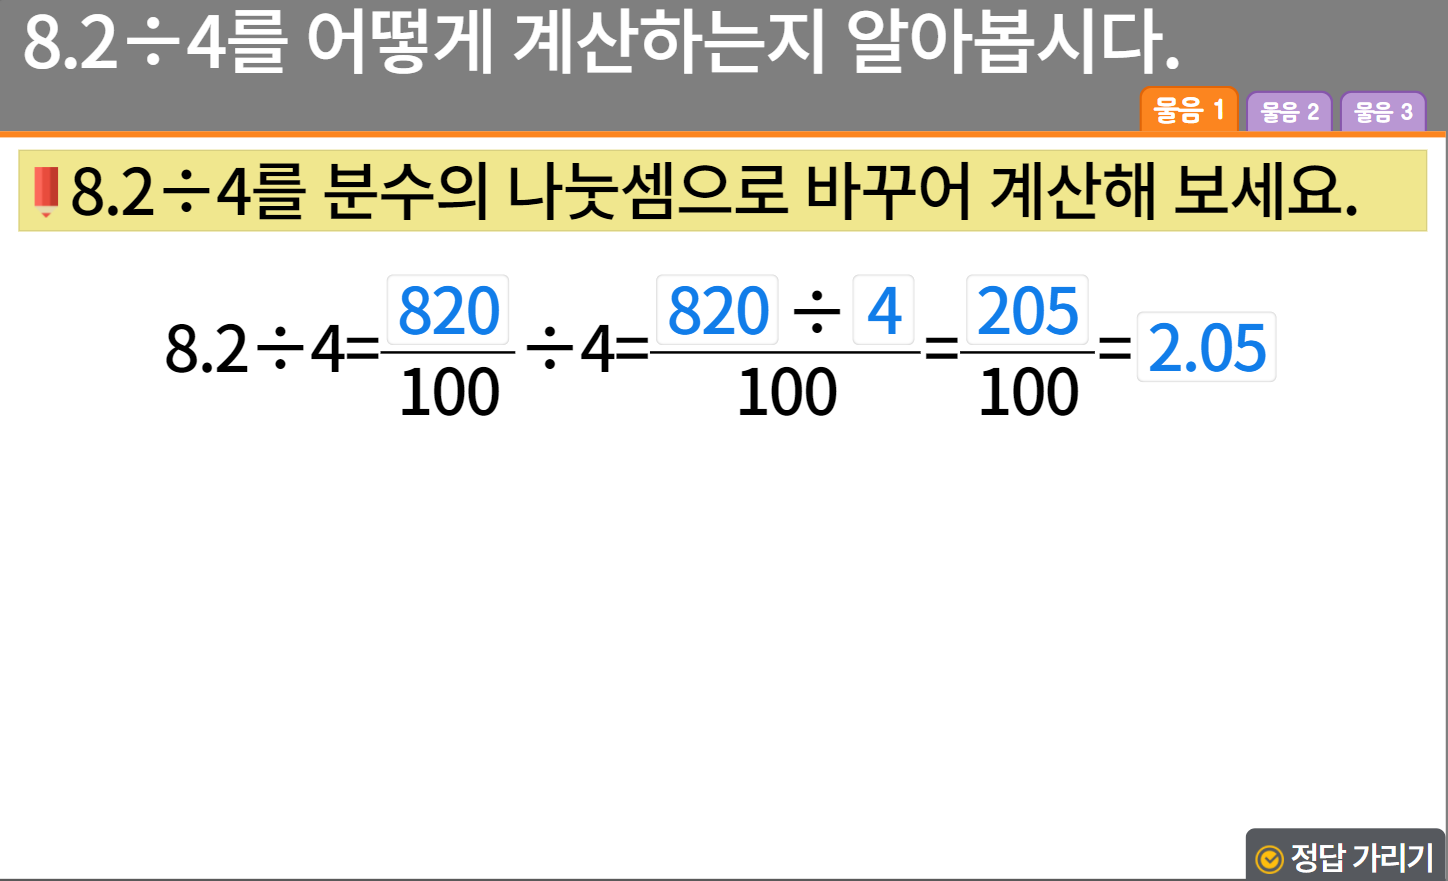 8.2÷4를 어떻게 계산하는지 알아봅시다.
물음 1 물음 2 물음 3
8.2÷4를 분수의 나눗셈으로 바꾸어 계산해 보세요.
8.2÷4=820/100÷4=820÷4/100=205/100=2.05
정답 가리기